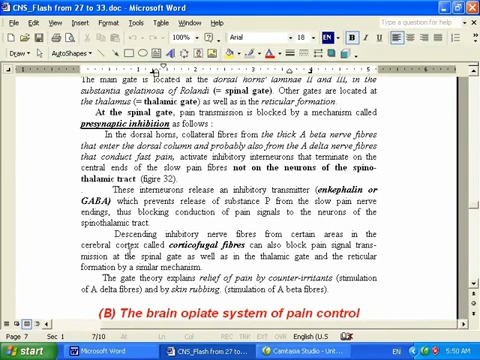 CNS_Flash from 27 to 33.doc - Microsoft Word
File Edit View Insert Format Tools Table Window Help
Type a question for help
100%
Arial
18
B I U
Draw AutoShapes
The main gate is located at the dorsal horns' laminae II and III, in the
substantia gelatinosa of Rolandi (= spinal gate). Other gates are located at
the thalamus (= thalamic gate) as well as in the reticular formation.
At the spinal gate, pain transmission is blocked by a mechanism called
presynaptic inhibition as follows :
In the dorsal horns, collateral fibres from the thick A beta nerve fibres
that enter the dorsal column and probably also from the A delta nerve fibres
that conduct fast pain, activate inhibitory interneurons that terminate on the
central ends of the slow pain fibres not on the neurons of the spino-
thalamic tract (figure 32).
. These interneurons release an inhibitory transmitter (enkephalin or
GABA) which prevents release of substance P from the slow pain nerve
endings, thus blocking conduction of pain signals to the neurons of the
spinothalamic tract.
Descending inhibitory nerve fibres from certain areas in the
cerebral cortex called corticofugal fibres can also block pain signal trans-
mission at the spinal gate as well as in the thalamic gate and the reticular
formation by a similar mechanism.
The gate theory explains relief of pain by counter-irritants (stimulation
of A delta fibres) and by skin rubbing. (stimulation of A beta fibres).
(B) The brain opiate system of pain control
Page 7 7/10 REC TRK EXT OVR English (U.S
start Microsoft Word CNS_Flash from 27 to... Camtasia Studio - Unt... 5:50 AM